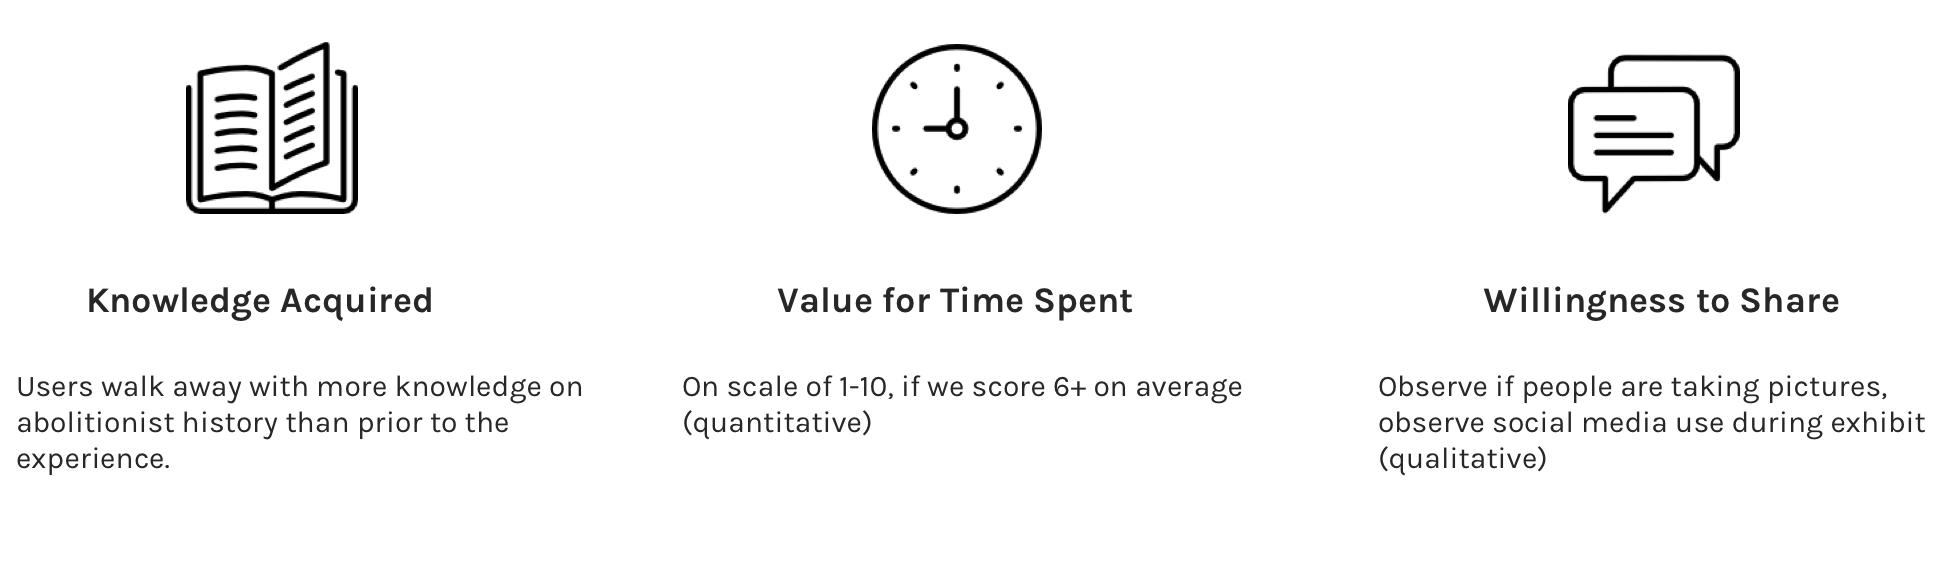 Knowledge Acquired
Users walk away with more knowledge on
abolitionist history than prior to the
experience.
Value for Time Spent
On scale of 1-10, if we score 6+ on average
(quantitative)
Willingness to Share
Observe if people are taking pictures,
observe social media use during exhibit
(qualitative)